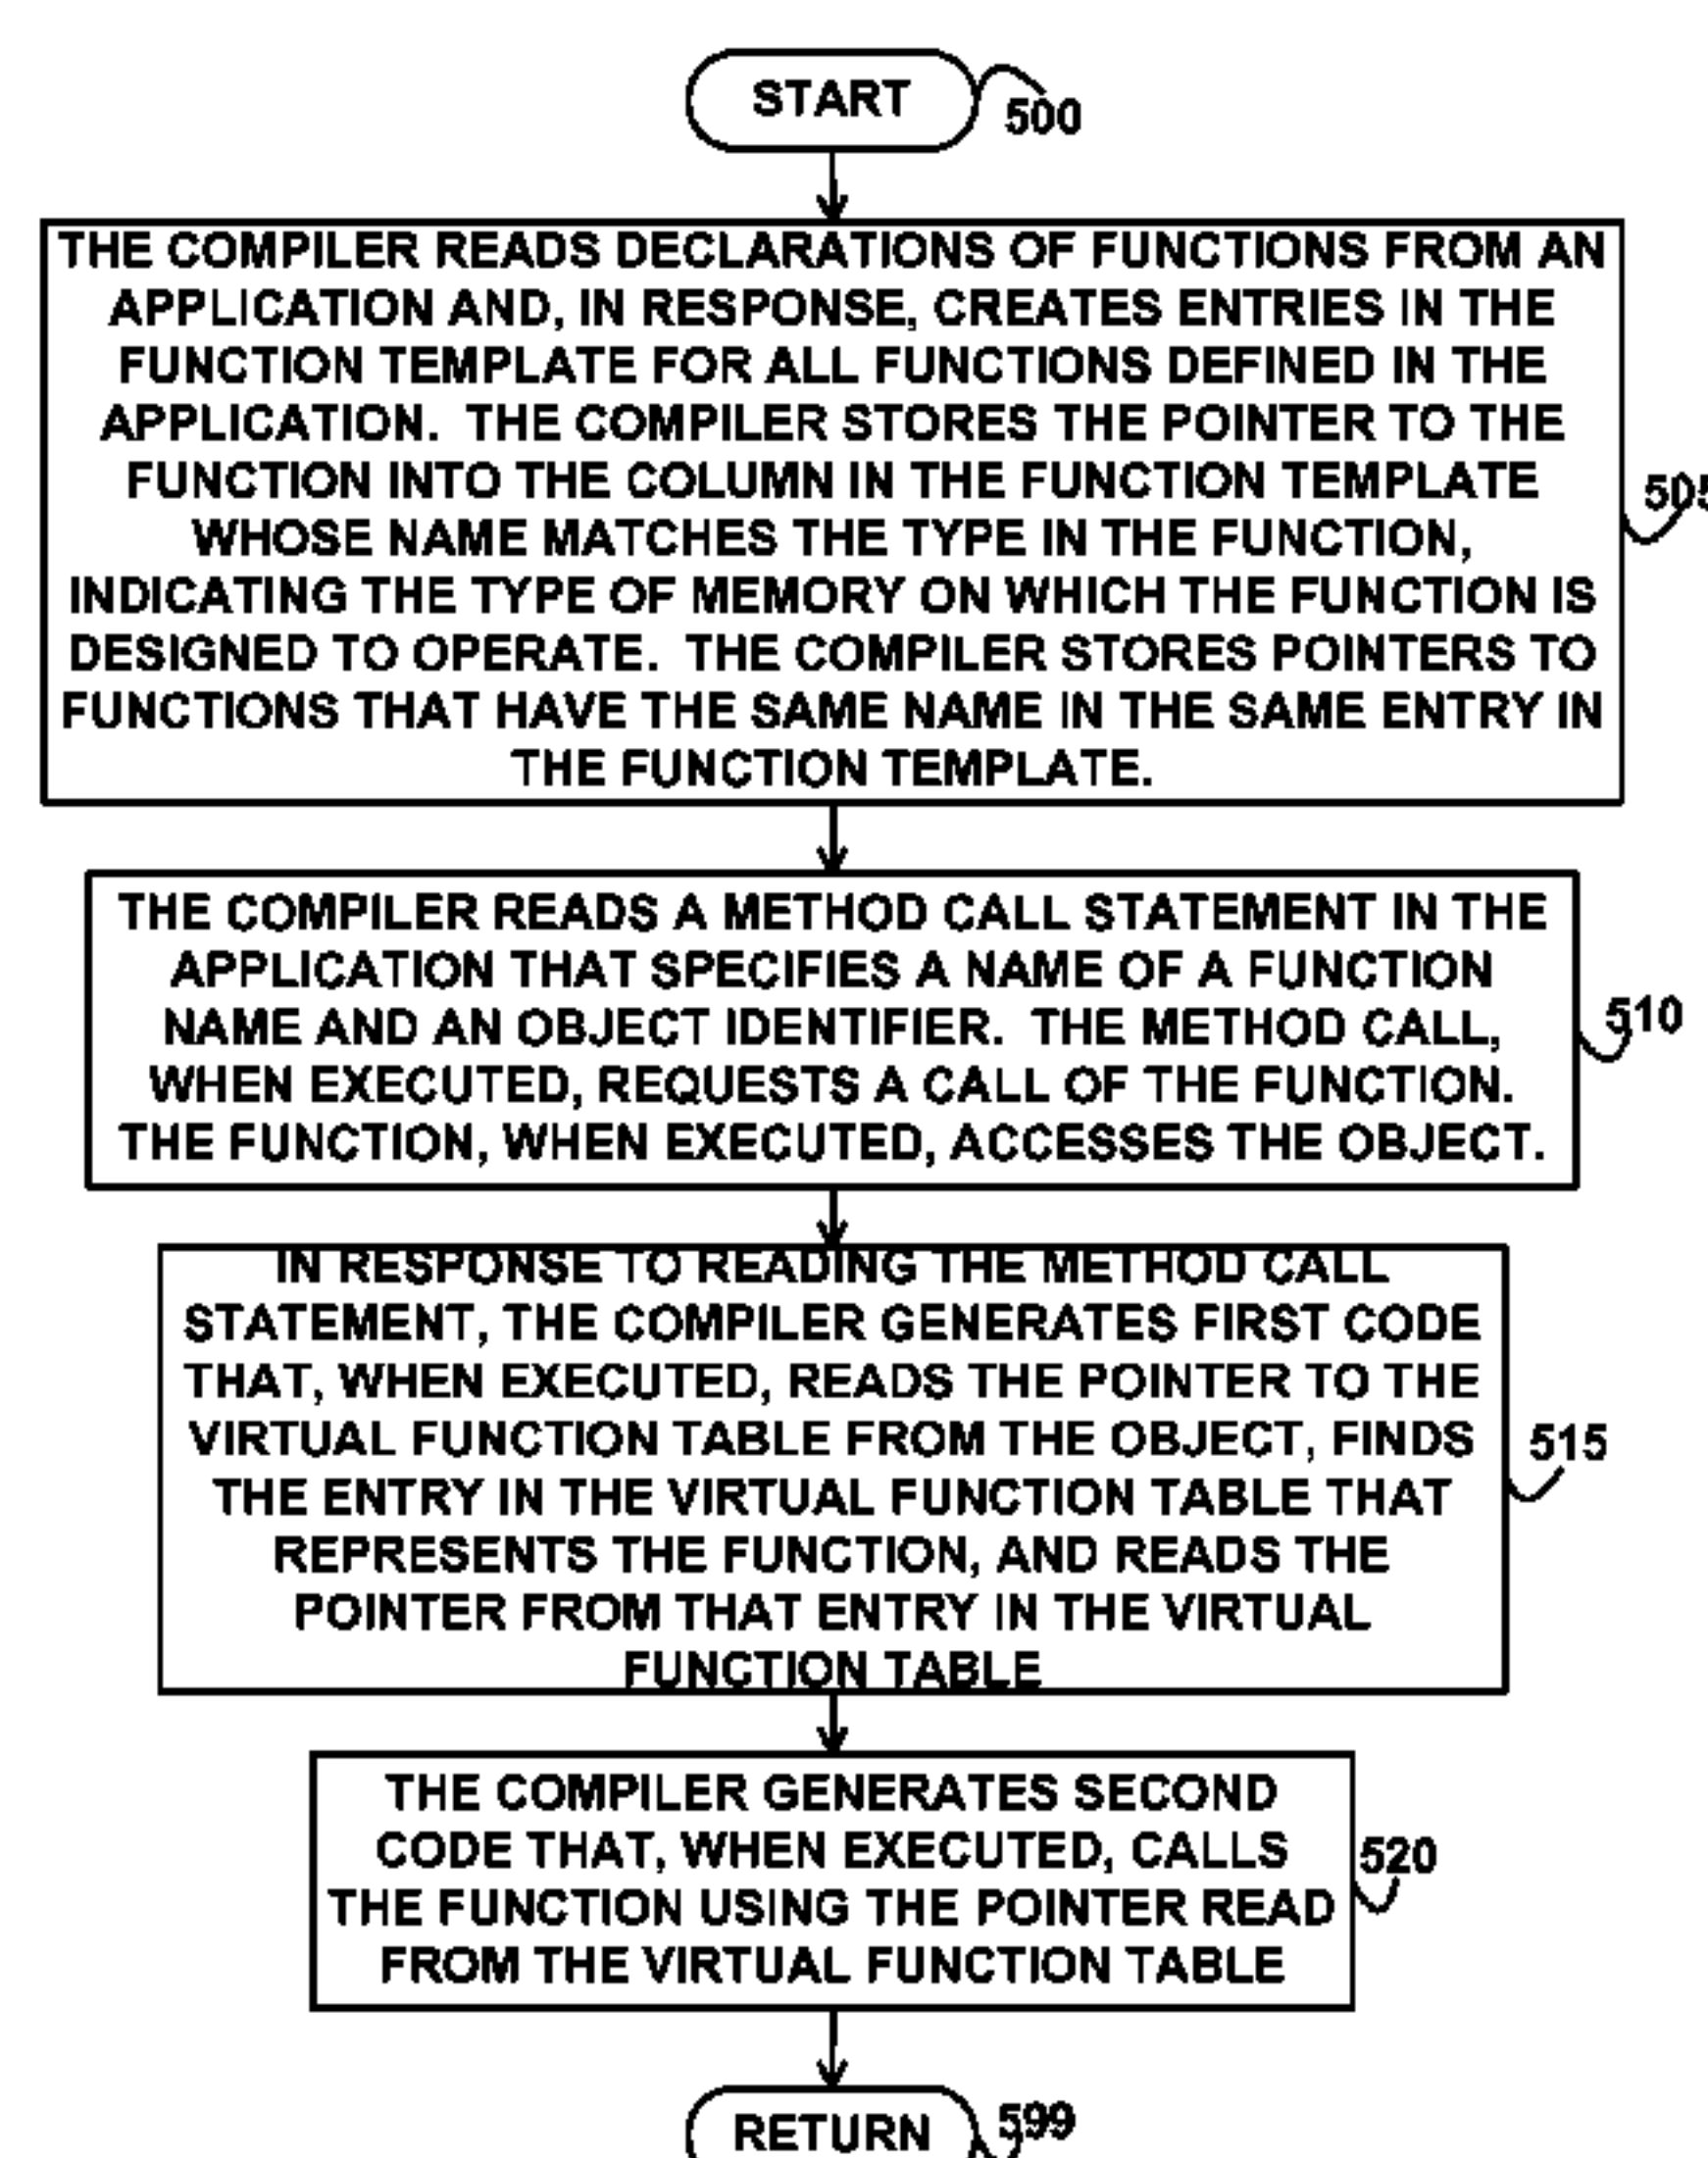 START
500
THE COMPILER READS DECLARATIONS OF FUNCTIONS FROM AN
APPLICATION AND, IN RESPONSE, CREATES ENTRIES IN THE
FUNCTION TEMPLATE FOR ALL FUNCTIONS DEFINED IN THE
APPLICATION. THE COMPILER STORES THE POINTER TO THE
FUNCTION INTO THE COLUMN IN THE FUNCTION TEMPLATE
WHOSE NAME MATCHES THE TYPE IN THE FUNCTION,
INDICATING THE TYPE OF MEMORY ON WHICH THE FUNCTION IS
DESIGNED TO OPERATE. THE COMPILER STORES POINTERS TO
FUNCTIONS THAT HAVE THE SAME NAME IN THE SAME ENTRY IN
THE FUNCTION TEMPLATE.
505
THE COMPILER READS A METHOD CALL STATEMENT IN THE
APPLICATION THAT SPECIFIES A NAME OF A FUNCTION
NAME AND AN OBJECT IDENTIFIER. THE METHOD CALL,
WHEN EXECUTED, REQUESTS A CALL OF THE FUNCTION.
THE FUNCTION, WHEN EXECUTED, ACCESSES THE OBJECT.
510
IN RESPONSE TO READING THE METHOD CALL
STATEMENT, THE COMPILER GENERATES FIRST CODE
THAT, WHEN EXECUTED, READS THE POINTER TO THE
VIRTUAL FUNCTION TABLE FROM THE OBJECT, FINDS
THE ENTRY IN THE VIRTUAL FUNCTION TABLE THAT
REPRESENTS THE FUNCTION, AND READS THE
POINTER FROM THAT ENTRY IN THE VIRTUAL
FUNCTION TABLE
515
THE COMPILER GENERATES SECOND
CODE THAT, WHEN EXECUTED, CALLS
THE FUNCTION USING THE POINTER READ
FROM THE VIRTUAL FUNCTION TABLE
520
RETURN
599